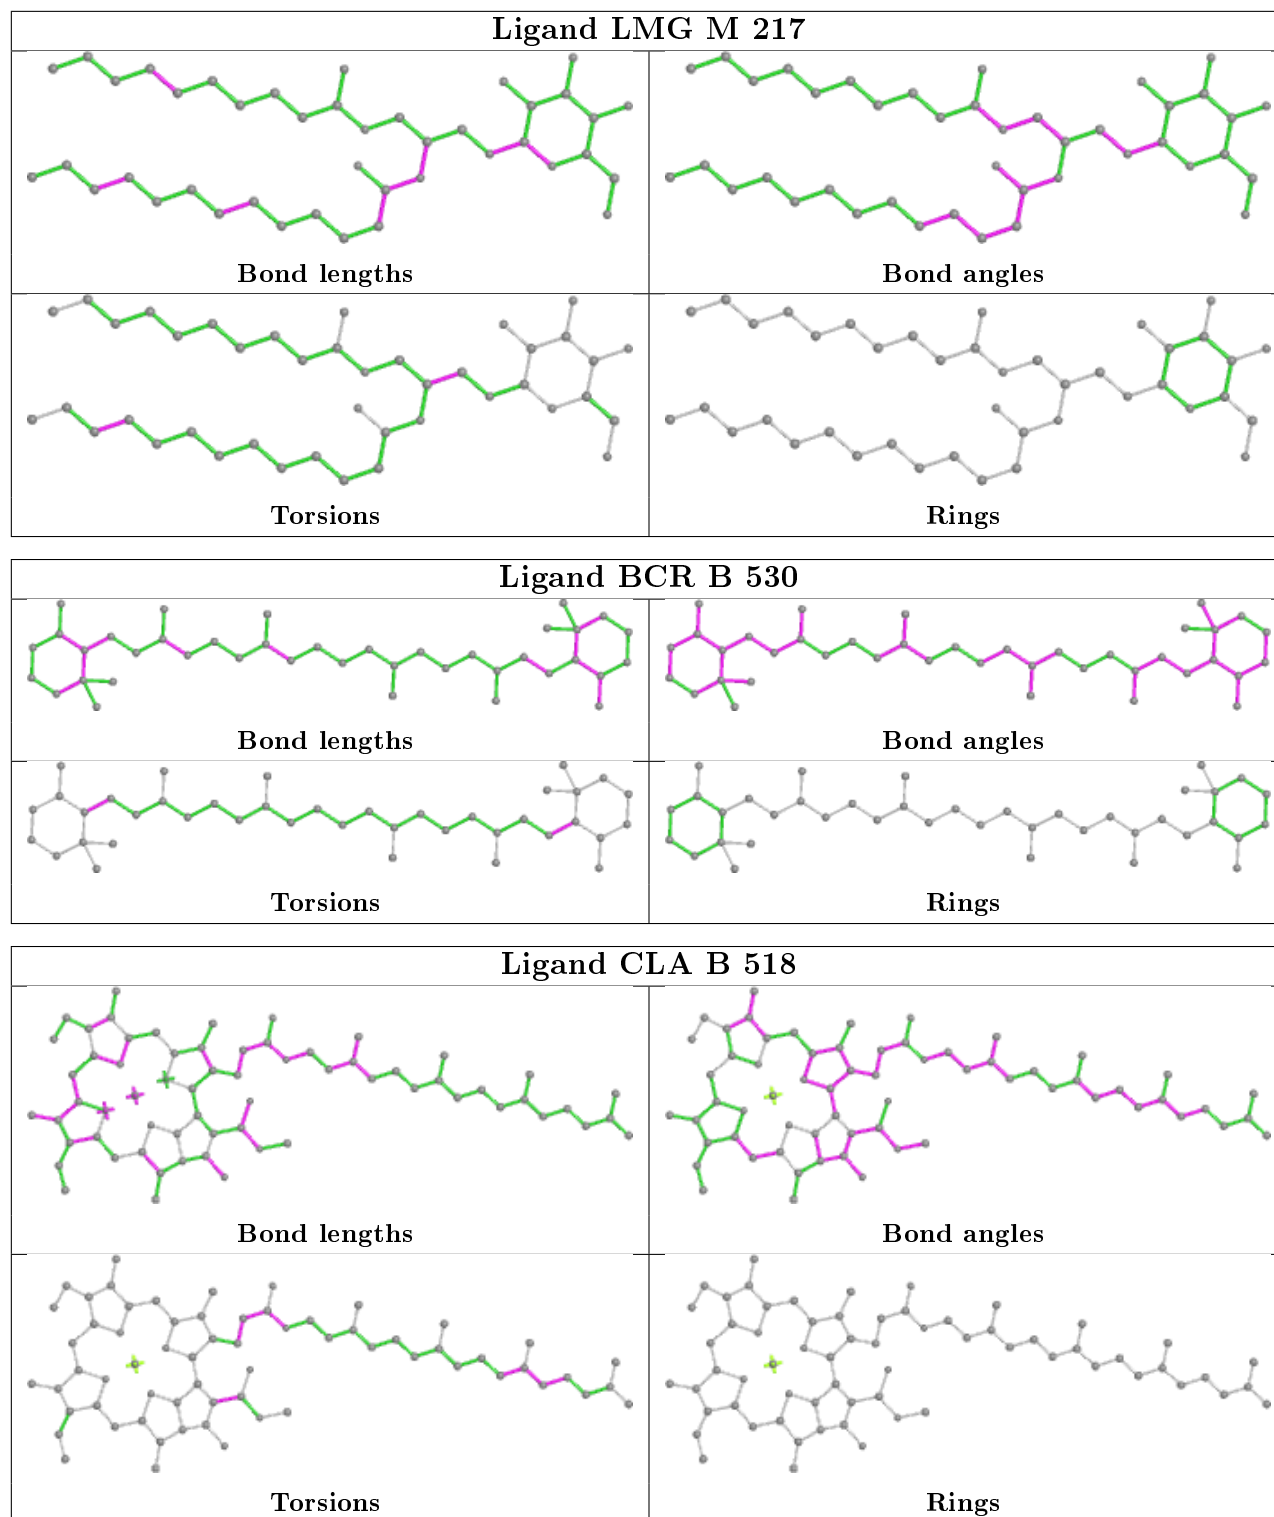 Ligand LMG M 217
Bond lengths
Bond angles
Torsions
Rings
Ligand BCR B 530
Bond lengths
Bond angles
Torsions
Rings
Ligand CLA B 518
Bond lengths
Bond angles
Torsions
Rings